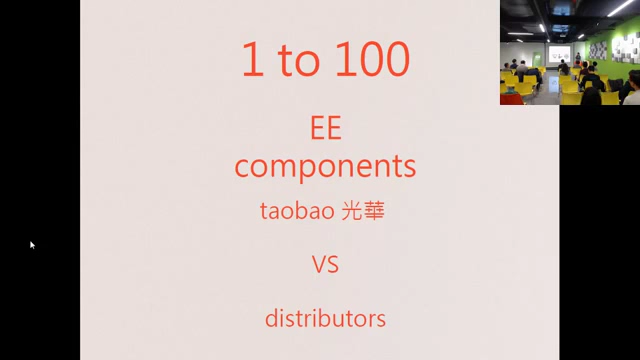 1 to 100
EE
components
taobao 光華
VS
distributors